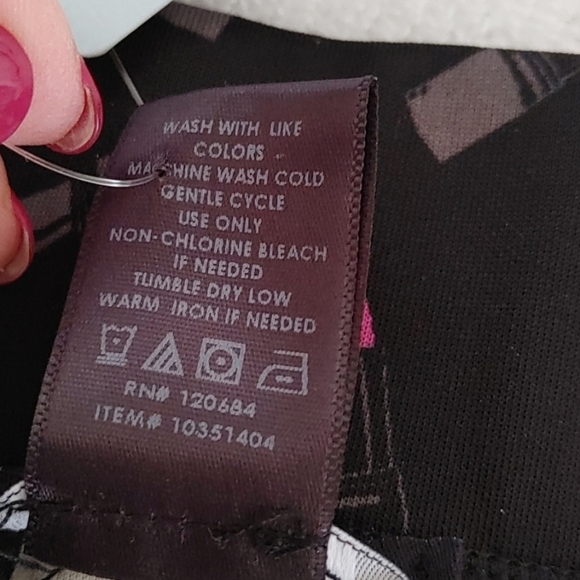 WASH WITH LIKE
COLORS
MACHINE WASH COLD
GENTLE CYCLE
USE ONLY
NON-CHLORINE BLEACH
IF NEEDED
TUMBLE DRY LOW
WARM IRON IF NEEDED
RN# 120684
ITEM# 10351404